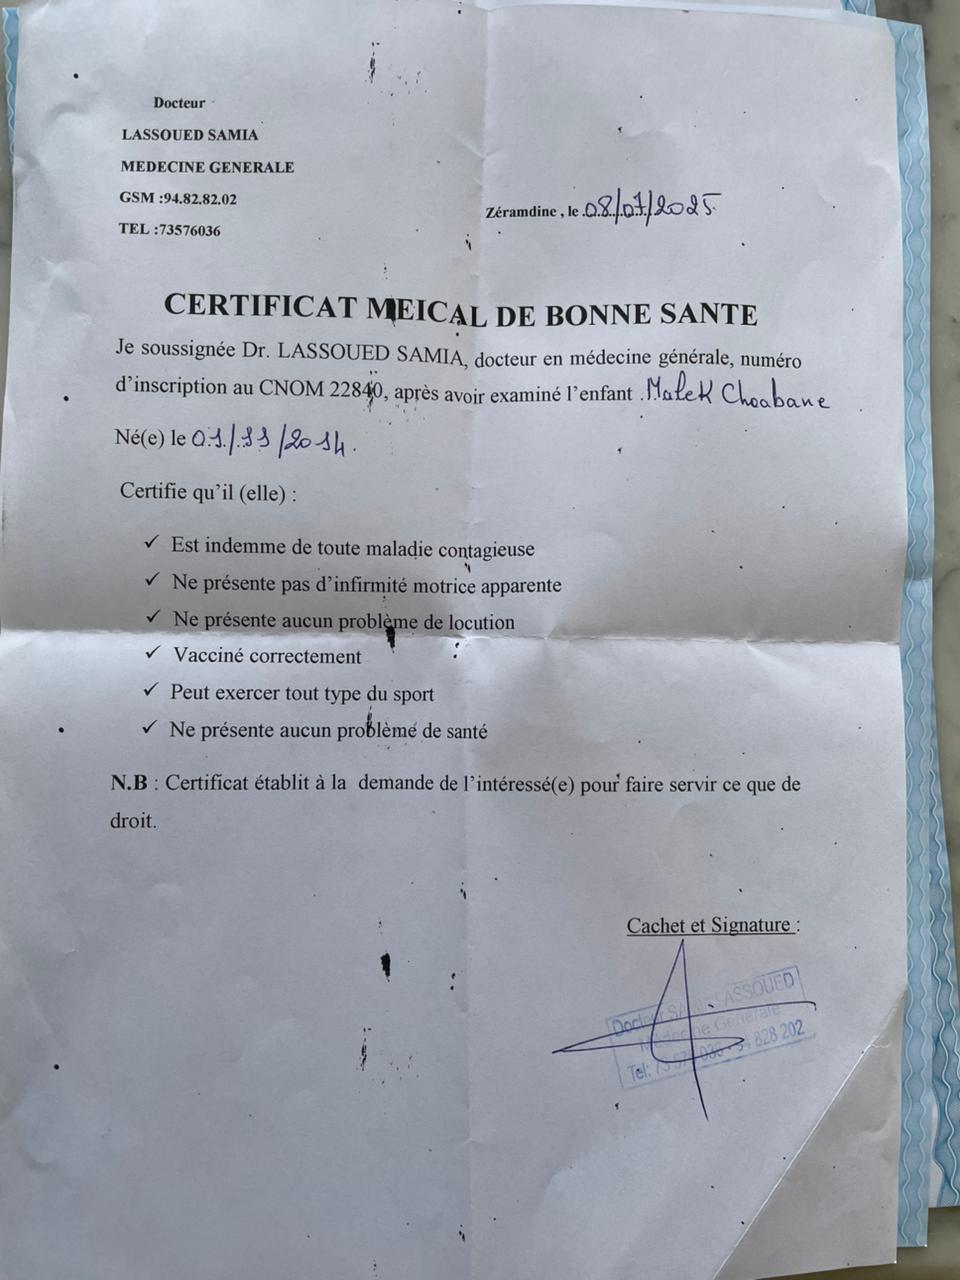 Docteur
LASSOUED SAMIA
MEDECINE GENERALE
GSM :94.82.82.02
TEL :73576036
Zéramdine , le 08/07/2025
CERTIFICAT MEICAL DE BONNE SANTE
Je soussignée Dr. LASSOUED SAMIA, docteur en médecine générale, numéro
d'inscription au CNOM 22840, après avoir examiné l'enfant Malek Chaabane
Né(e) le 01/11/2014.
Certifie qu'il (elle) :
✓ Est indemme de toute maladie contagieuse
✓ Ne présente pas d'infirmité motrice apparente
✓ Ne présente aucun problème de locution
✓ Vacciné correctement
✓ Peut exercer tout type du sport
✓ Ne présente aucun problème de santé
N.B : Certificat établit à la demande de l'intéressé(e) pour faire servir ce que de
droit.
Cachet et Signature :
Docteur LASSOUED
Médecine Générale
Tel: 828 202